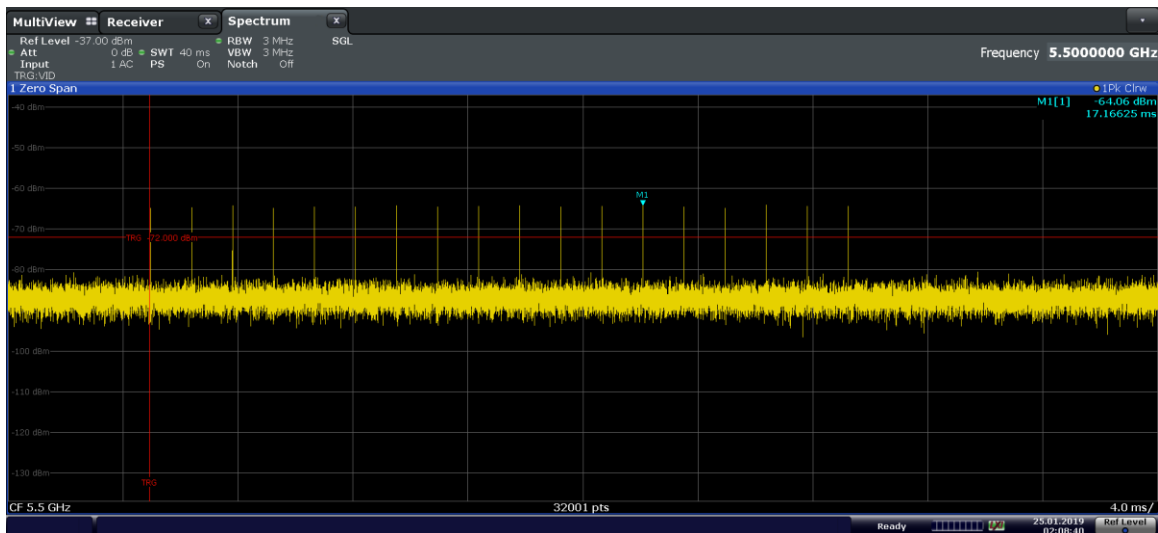 MultiView Receiver X Spectrum X
Ref Level -37.00 dBm RBW 3 MHz SGL
Att 0 dB SWT 40 ms VBW 3 MHz
Frequency 5.5000000 GHz
Input 1 AC PS On Notch Off
TRG:VID
1 Zero Span 1Pk Clrw
M1[1] -64.06 dBm
17.16625 ms
-40 dBm
-50 dBm
-60 dBm
M1
-70 dBm
TRG -72.000 dBm
-80 dBm
-100 dBm
-110 dBm
-120 dBm
-130 dBm
TRG
CF 5.5 GHz 32001 pts 4.0 ms/
Ready 25.01.2019 Ref Level
02:08:40